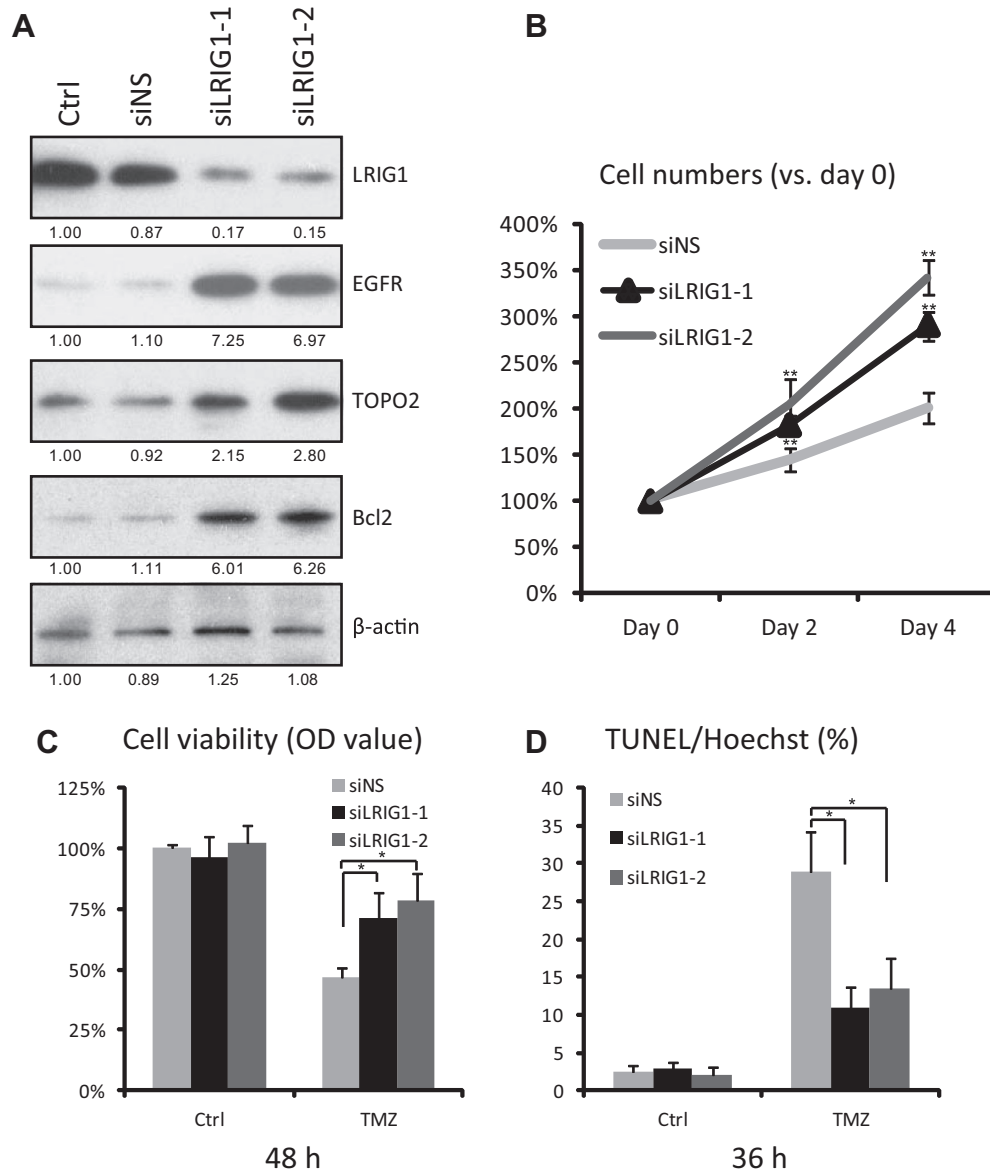 A
Ctrl
siNS
siLRIG1-1
siLRIG1-2
LRIG1
1.00 0.87 0.17 0.15
EGFR
1.00 1.10 7.25 6.97
TOPO2
1.00 0.92 2.15 2.80
Bcl2
1.00 1.11 6.01 6.26
β-actin
1.00 0.89 1.25 1.08
B
Cell numbers (vs. day 0)
400%
350%
300%
250%
200%
150%
100%
50%
0%
siNS
siLRIG1-1
siLRIG1-2
**
**
**
**
Day 0 Day 2 Day 4
C
Cell viability (OD value)
125%
100%
75%
50%
25%
0%
siNS
siLRIG1-1
siLRIG1-2
*
*
Ctrl TMZ
48 h
D
TUNEL/Hoechst (%)
40
35
30
25
20
15
10
5
0
siNS
siLRIG1-1
siLRIG1-2
*
*
Ctrl TMZ
36 h